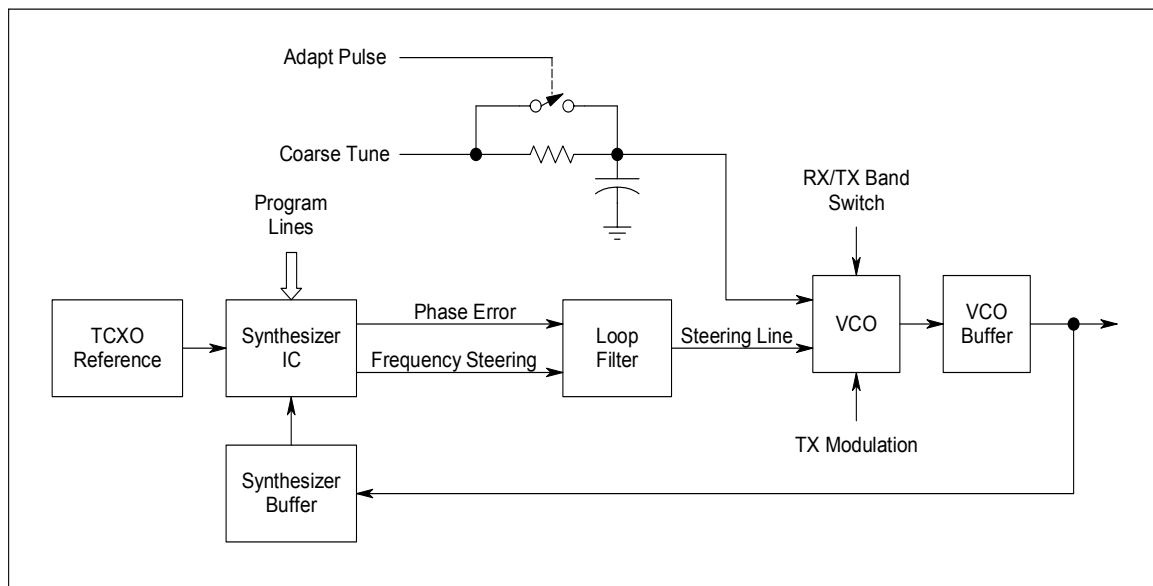 Adapt Pulse
Coarse Tune
Program
Lines
RX/TX Band
Switch
TCXO
Reference
Synthesizer
IC
Phase Error
Frequency Steering
Loop
Filter
Steering Line
VCO
VCO
Buffer
TX Modulation
Synthesizer
Buffer